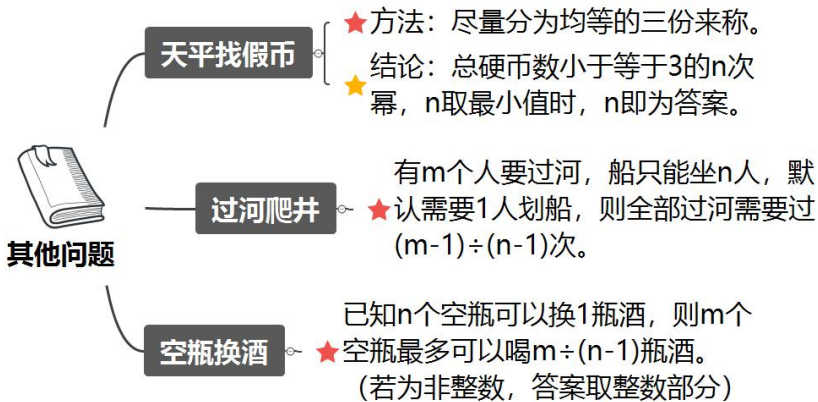 天平找假币
方法：尽量分为均等的三份来称。
结论：总硬币数小于等于3的n次
幂，n取最小值时，n即为答案。
其他问题
过河爬井
有m个人要过河，船只能坐n人，默
认需要1人划船，则全部过河需要过
(m-1)÷(n-1)次。
空瓶换酒
已知n个空瓶可以换1瓶酒，则m个
空瓶最多可以喝m÷(n-1)瓶酒。
（若为非整数，答案取整数部分）